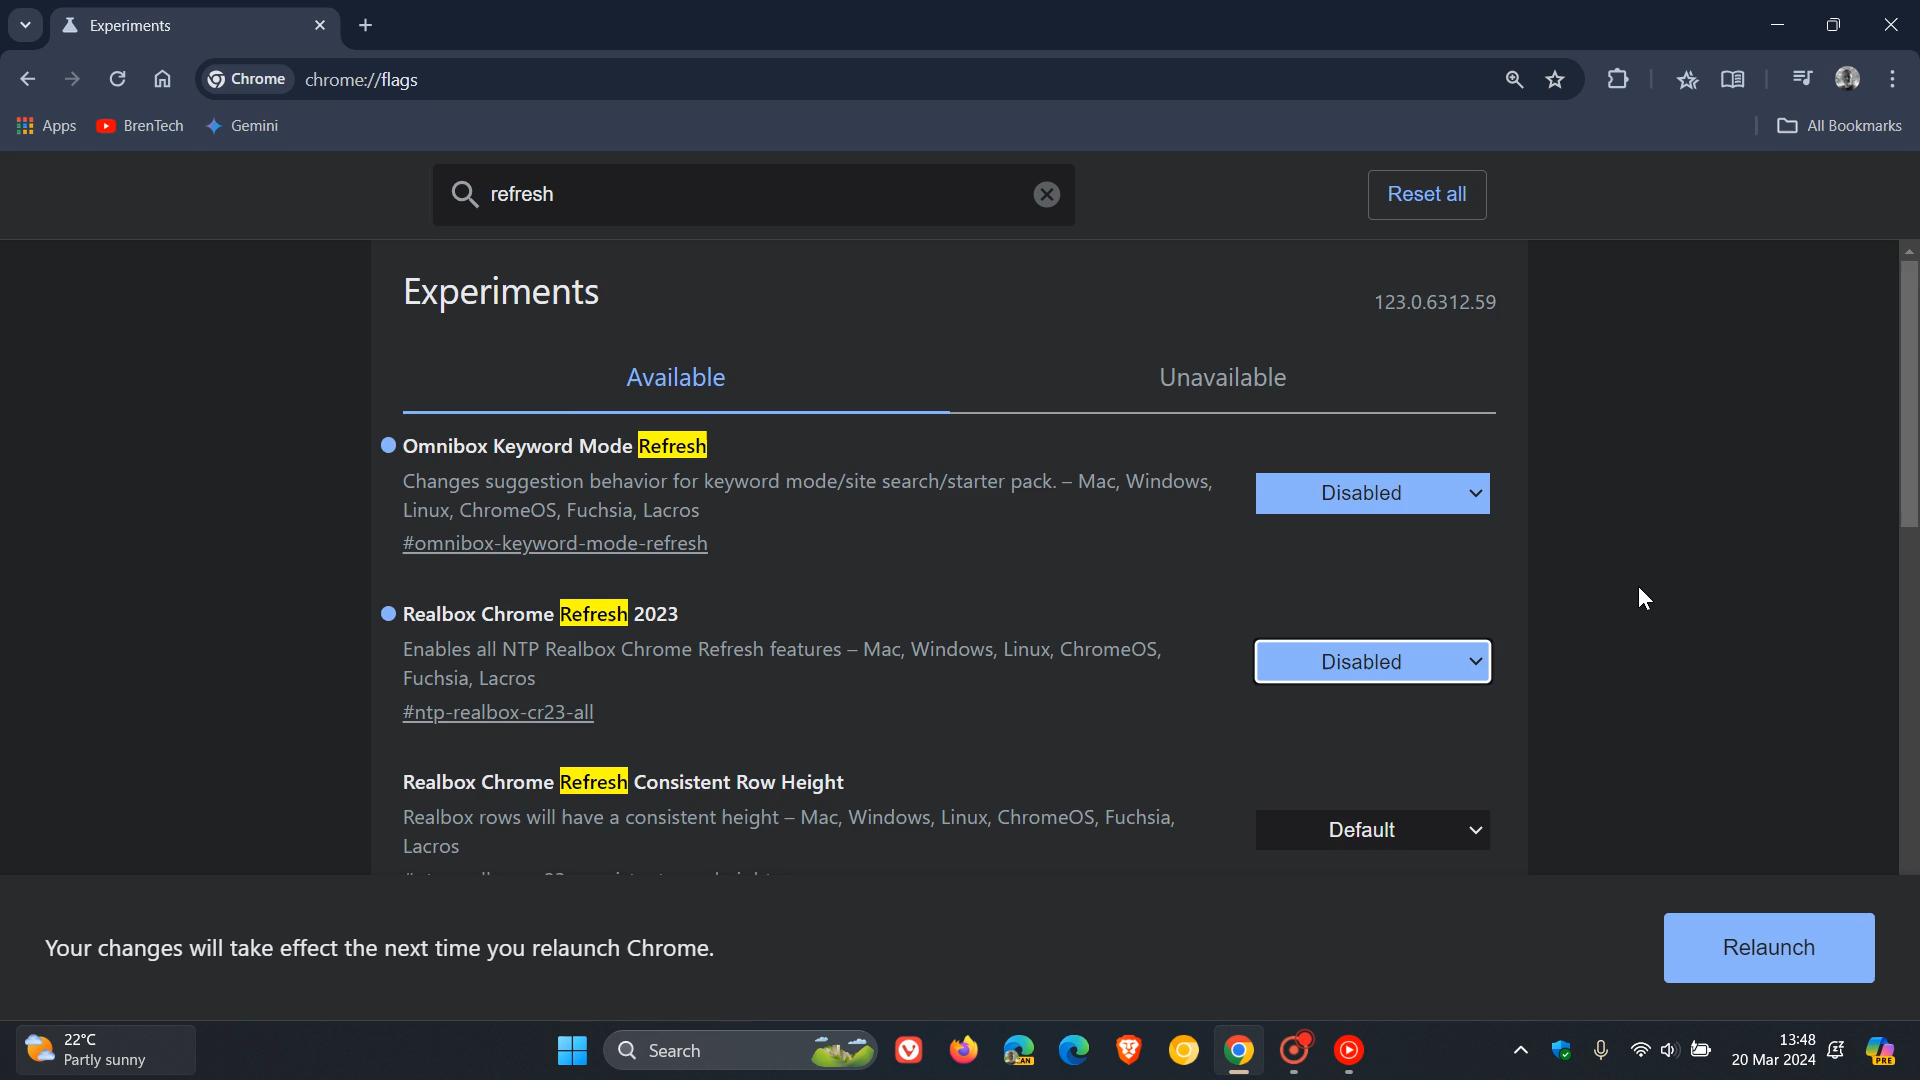 Experiments
Chrome chrome://flags
Apps BrenTech Gemini All Bookmarks
refresh Reset all
Experiments
123.0.6312.59
Available Unavailable
Omnibox Keyword Mode Refresh
Changes suggestion behavior for keyword mode/site search/starter pack. – Mac, Windows,
Linux, ChromeOS, Fuchsia, Lacros
#omnibox-keyword-mode-refresh
Disabled
Realbox Chrome Refresh 2023
Enables all NTP Realbox Chrome Refresh features – Mac, Windows, Linux, ChromeOS,
Fuchsia, Lacros
#ntp-realbox-cr23-all
Disabled
Realbox Chrome Refresh Consistent Row Height
Realbox rows will have a consistent height – Mac, Windows, Linux, ChromeOS, Fuchsia,
Lacros
Default
Your changes will take effect the next time you relaunch Chrome.
Relaunch
22°C
Partly sunny
Search
CAN
13:48
20 Mar 2024
PRE